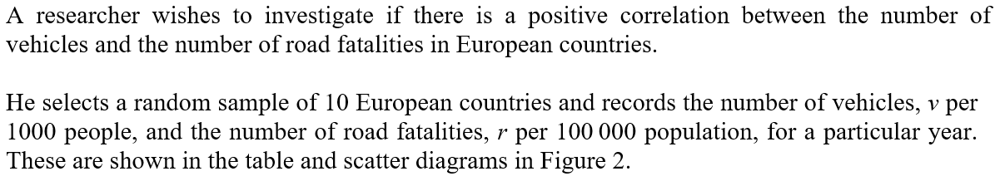 A researcher wishes to investigate if there is a positive correlation between the number of
vehicles and the number of road fatalities in European countries.
He selects a random sample of 10 European countries and records the number of vehicles, v per
1000 people, and the number of road fatalities, r per 100 000 population, for a particular year.
These are shown in the table and scatter diagrams in Figure 2.